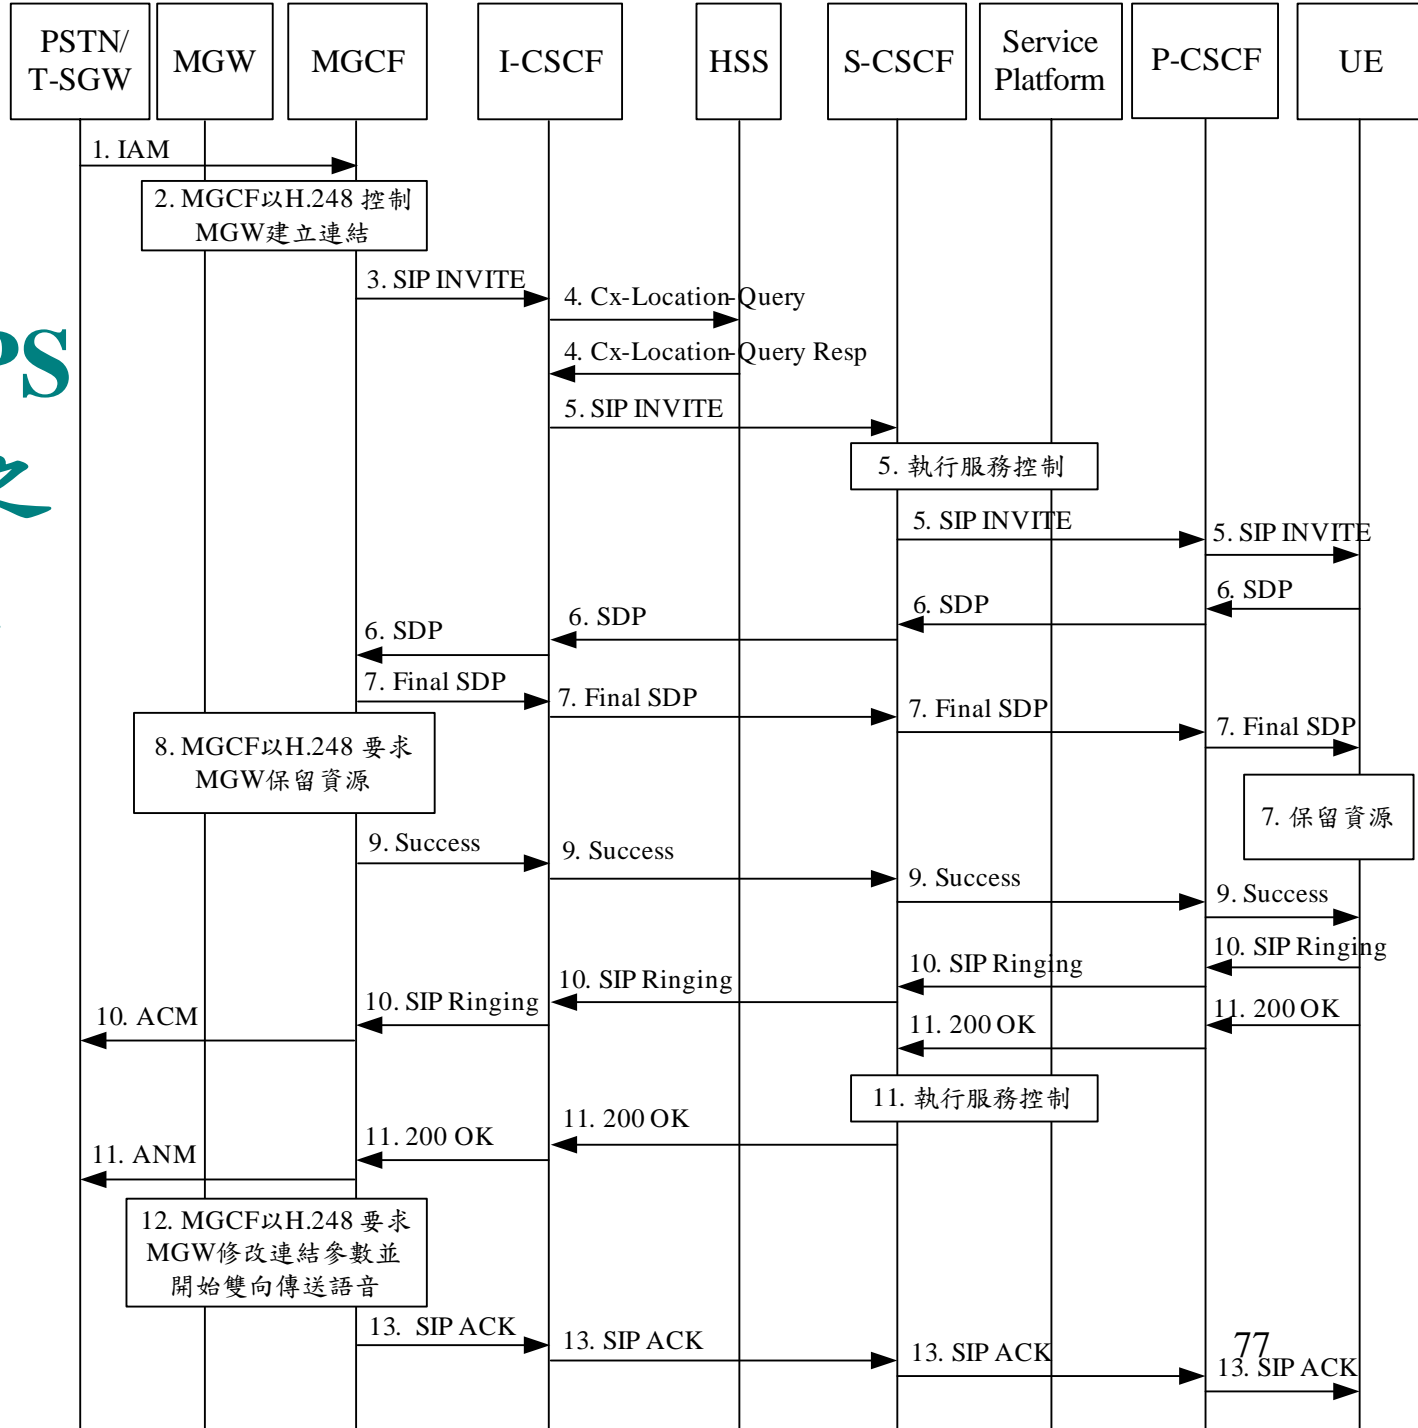 PSTN/
T-SGW
MGW
MGCF
I-CSCF
HSS
S-CSCF
Service
Platform
P-CSCF
UE
1. IAM
2. MGCF以H.248 控制
MGW建立連結
3. SIP INVITE
4. Cx-Location-Query
PS
4. Cx-Location-Query Resp
5. SIP INVITE
之
5. 執行服務控制
5. SIP INVITE
5. SIP INVITE
6. SDP
6. SDP
6. SDP
6. SDP
7. Final SDP
7. Final SDP
7. Final SDP
7. Final SDP
8. MGCF以H.248 要求
MGW保留資源
7. 保留資源
9. Success
9. Success
9. Success
9. Success
10. SIP Ringing
10. SIP Ringing
10. SIP Ringing
10. SIP Ringing
10. ACM
11. 200 OK
11. 200 OK
11. 執行服務控制
11. 200 OK
11. 200 OK
11. ANM
12. MGCF以H.248 要求
MGW修改連結參數並
開始雙向傳送語音
13. SIP ACK
13. SIP ACK
13. SIP ACK
77
13. SIP ACK